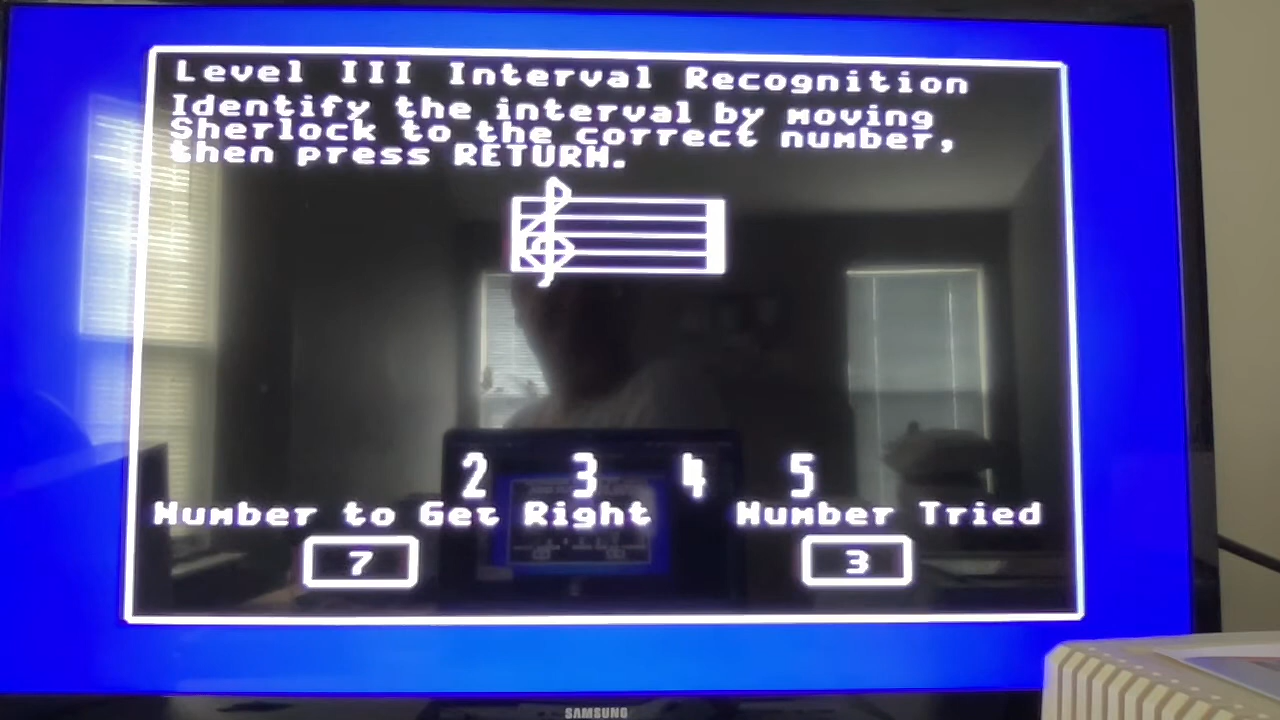 Level III Interval Recognition
Identify the interval by moving
Sherlock to the correct number,
then press RETURN.
2 3 4 5
Number to Get Right Number Tried
7 3
SAMSUNG